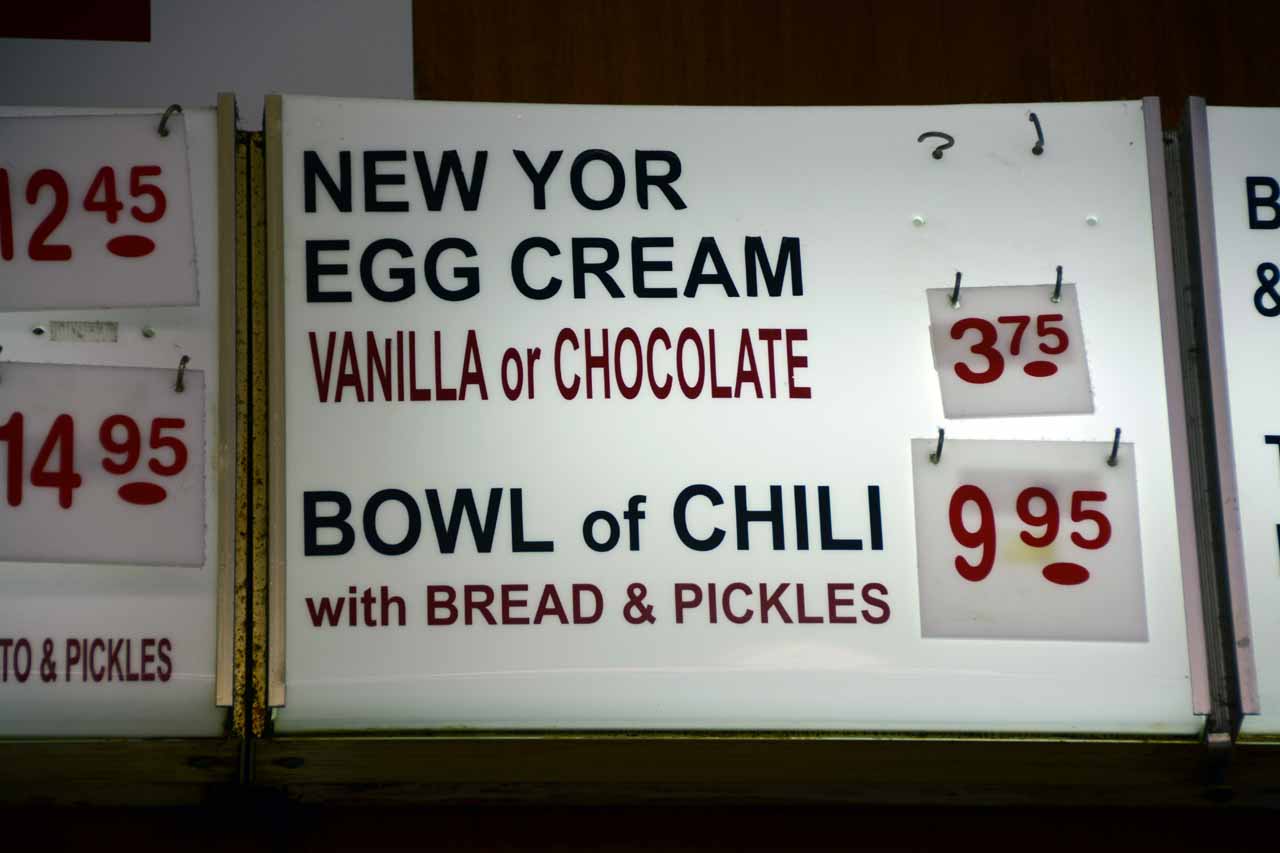 12 45
14 95
TO & PICKLES
NEW YOR
EGG CREAM
VANILLA or CHOCOLATE
3 75
BOWL of CHILI
9 95
with BREAD & PICKLES
B
&